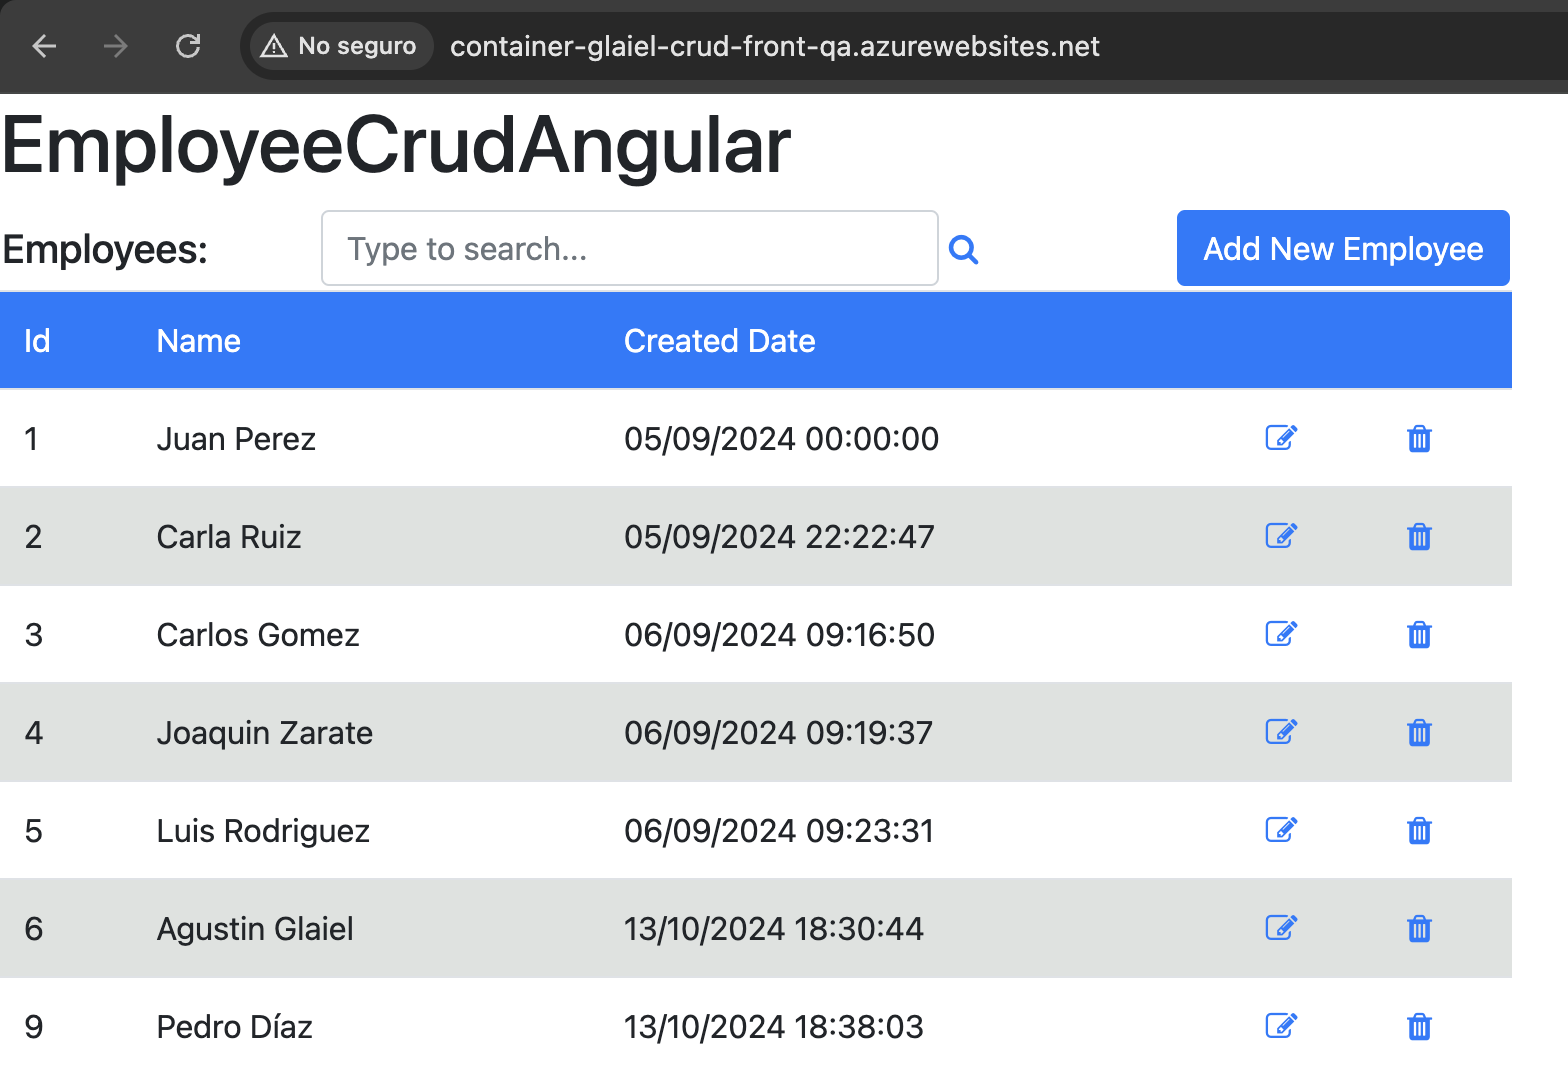 No seguro container-glaiel-crud-front-qa.azurewebsites.net
EmployeeCrudAngular
Employees: Type to search... Add New Employee
Id Name Created Date
1 Juan Perez 05/09/2024 00:00:00
2 Carla Ruiz 05/09/2024 22:22:47
3 Carlos Gomez 06/09/2024 09:16:50
4 Joaquin Zarate 06/09/2024 09:19:37
5 Luis Rodriguez 06/09/2024 09:23:31
6 Agustin Glaiel 13/10/2024 18:30:44
9 Pedro Díaz 13/10/2024 18:38:03